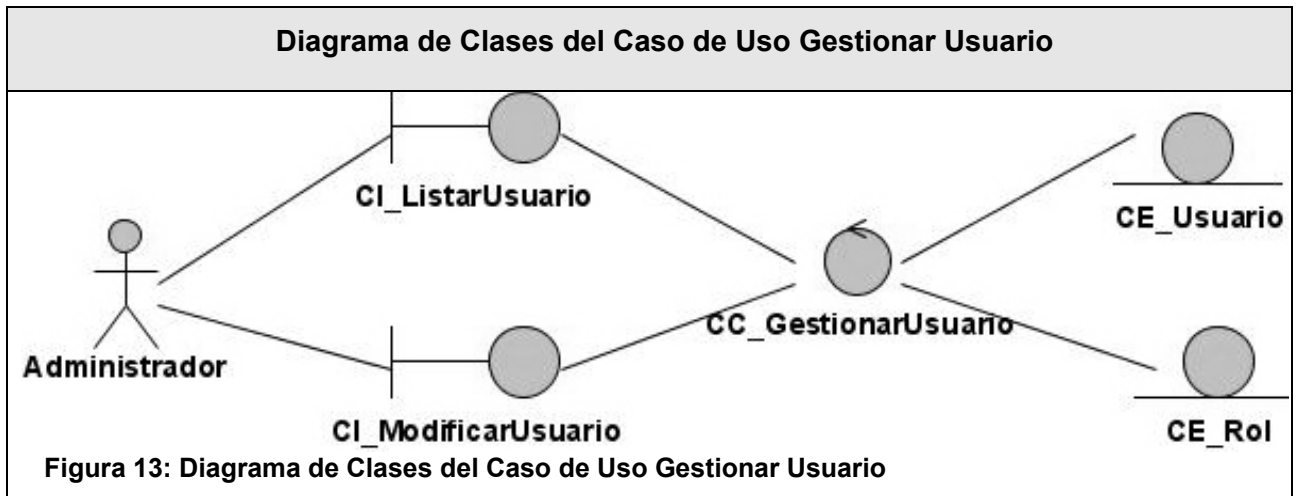 Diagrama de Clases del Caso de Uso Gestionar Usuario
CI_ListarUsuario
CE_Usuario
CC_GestionarUsuario
Administrador
CI_ModificarUsuario
CE_Rol
Figura 13: Diagrama de Clases del Caso de Uso Gestionar Usuario